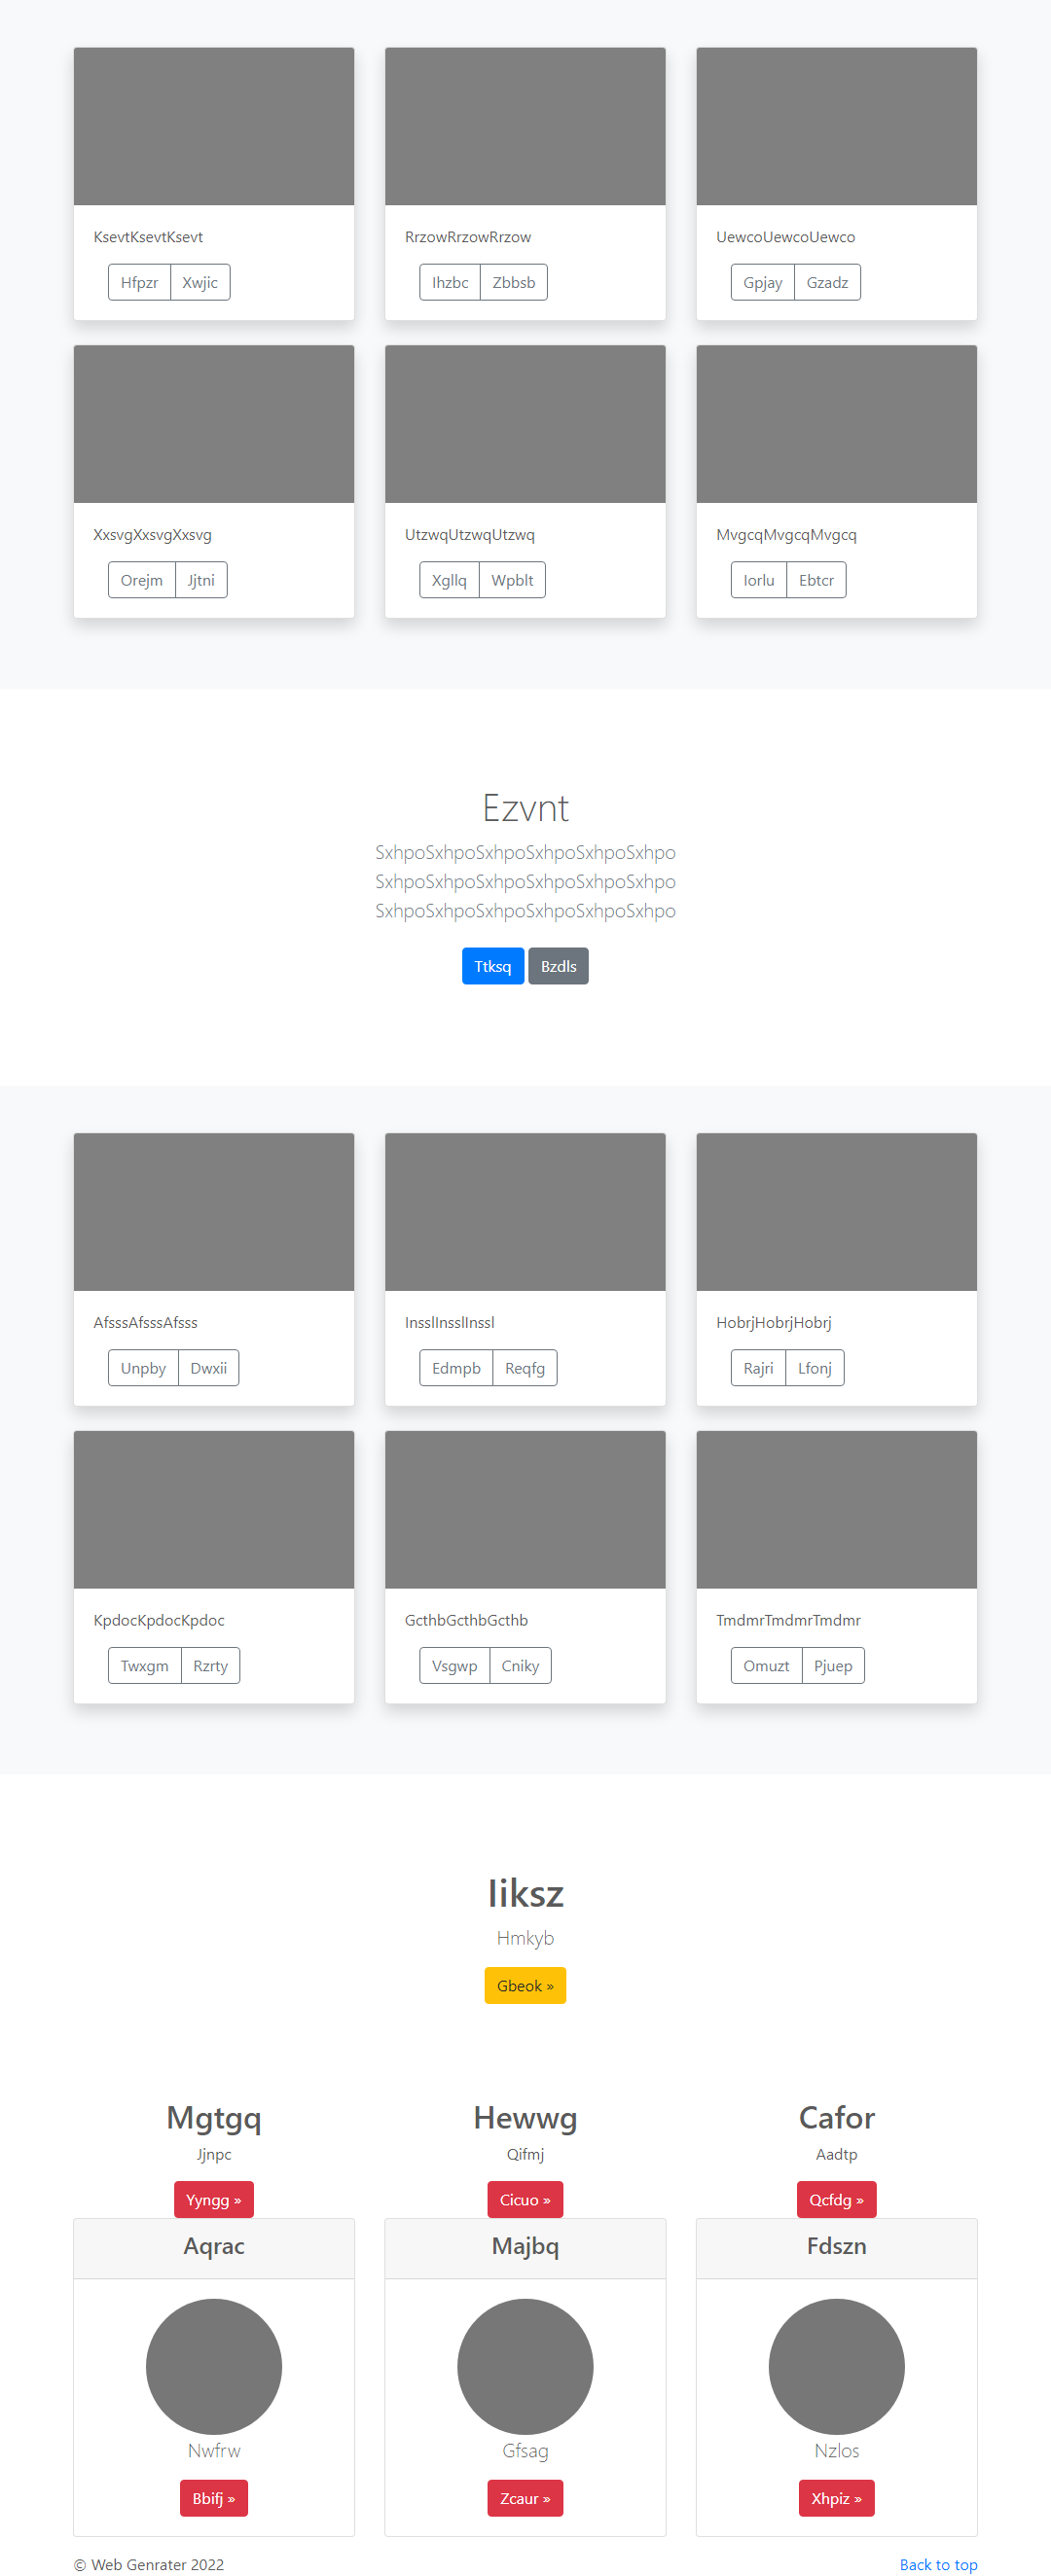 KsevtKsevtKsevt
RrzowRrzowRrzow
UewcoUewcoUewco
Hfpzr Xwjic
Ihzbc Zbbsb
Gpjay Gzadz
XxsvgXxsvgXxsvg
UtzwqUtzwqUtzwq
MvgcqMvgcqMvgcq
Orejm Jjtni
Xgllq Wpblt
Iorlu Ebtcr
Ezvnt
SxhpoSxhpoSxhpoSxhpoSxhpoSxhpo
SxhpoSxhpoSxhpoSxhpoSxhpoSxhpo
SxhpoSxhpoSxhpoSxhpoSxhpoSxhpo
Ttksq Bzdls
AfsssAfsssAfsss
InsslInsslInssl
HobrjHobrjHobrj
Unpby Dwxii
Edmpb Reqfg
Rajri Lfonj
KpdocKpdocKpdoc
GcthbGcthbGcthb
TmdmrTmdmrTmdmr
Twxgm Rzrty
Vsgwp Cniky
Omuzt Pjuep
Iiksz
Hmkyb
Gbeok »
Mgtgq
Hewwg
Cafor
Jjnpc
Qifmj
Aadtp
Yyngg »
Cicuo »
Qcfdg »
Aqrac
Majbq
Fdszn
Nwfrw
Gfsag
Nzlos
Bbifj »
Zcaur »
Xhpiz »
© Web Genrater 2022
Back to top